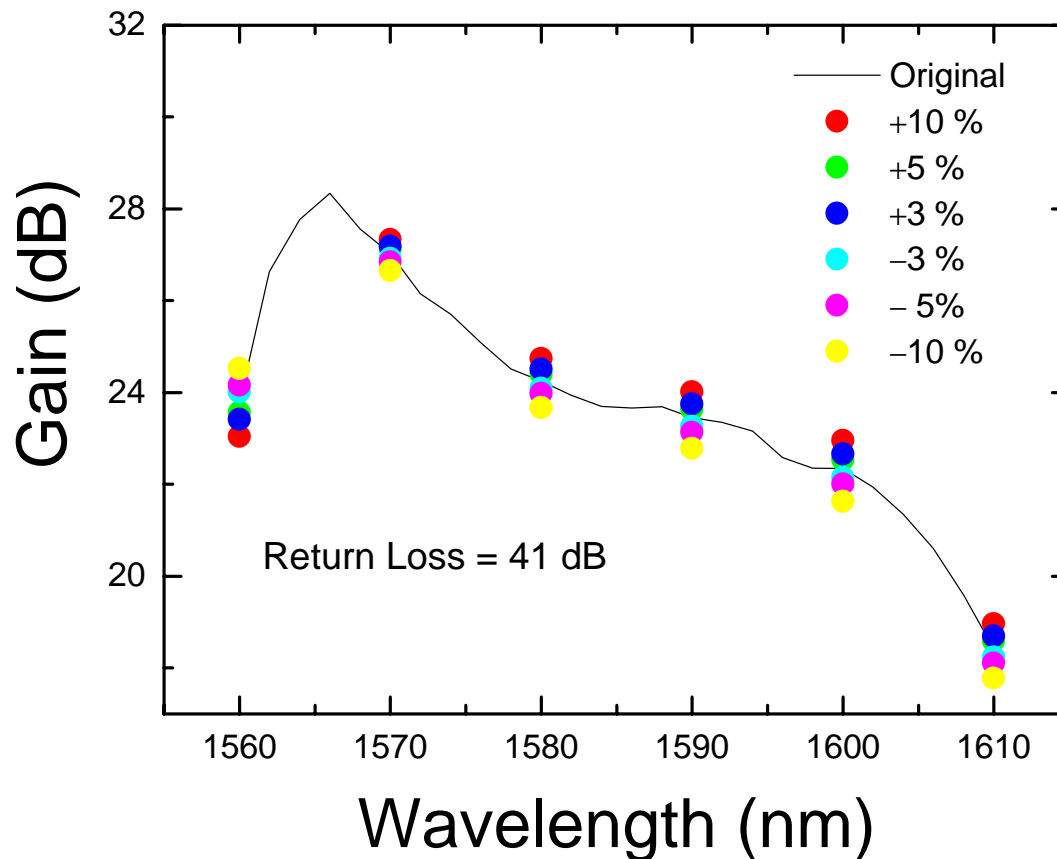 32
28
24
20
Gain (dB)
Original
+10 %
+5 %
+3 %
−3 %
− 5%
−10 %
Return Loss = 41 dB
1560 1570 1580 1590 1600 1610
Wavelength (nm)